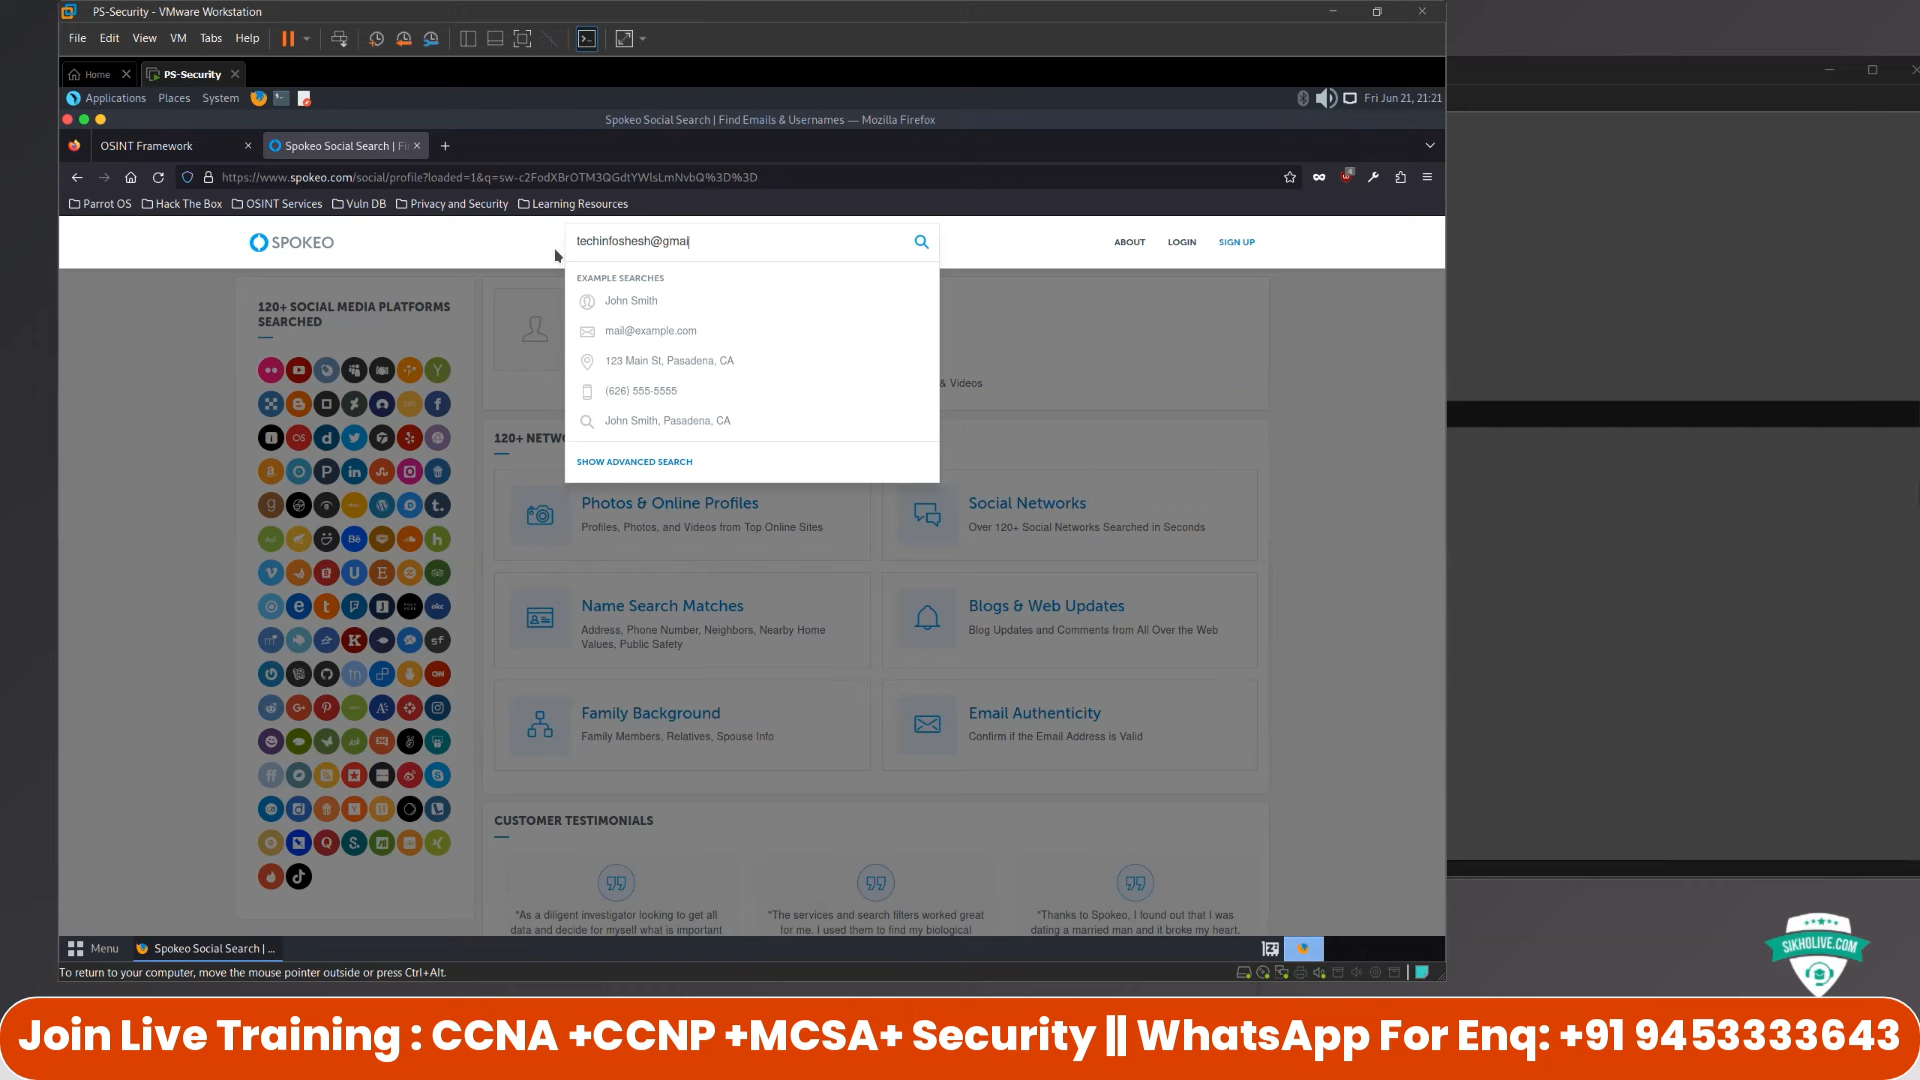 PS-Security - VMware Workstation
File Edit View VM Tabs Help
Home
PS-Security
Applications Places System
Fri Jun 21, 21:21
Spokeo Social Search | Find Emails & Usernames — Mozilla Firefox
OSINT Framework
Spokeo Social Search | Fi
https://www.spokeo.com/social/profile?loaded=1&q=sw-c2FodXBrOTM3QGdtYWlsLmNvbQ%3D%3D
Parrot OS Hack The Box OSINT Services Vuln DB Privacy and Security Learning Resources
SPOKEO
techinfoshesh@gmai
ABOUT LOGIN SIGN UP
EXAMPLE SEARCHES
John Smith
mail@example.com
123 Main St, Pasadena, CA
(626) 555-5555
John Smith, Pasadena, CA
SHOW ADVANCED SEARCH
120+ SOCIAL MEDIA PLATFORMS
SEARCHED
& Videos
120+ NETW
Photos & Online Profiles
Profiles, Photos, and Videos from Top Online Sites
Social Networks
Over 120+ Social Networks Searched in Seconds
Name Search Matches
Address, Phone Number, Neighbors, Nearby Home
Values, Public Safety
Blogs & Web Updates
Blog Updates and Comments from All Over the Web
Family Background
Family Members, Relatives, Spouse Info
Email Authenticity
Confirm if the Email Address is Valid
CUSTOMER TESTIMONIALS
"As a diligent investigator looking to get all
data and decide for myself what is important
"The services and search filters worked great
for me. I used them to find my biological
"Thanks to Spokeo, I found out that I was
dating a married man and it broke my heart.
Menu
Spokeo Social Search | ...
To return to your computer, move the mouse pointer outside or press Ctrl+Alt.
SIKHOLIVE.COM
Join Live Training : CCNA +CCNP +MCSA+ Security || WhatsApp For Enq: +91 9453333643